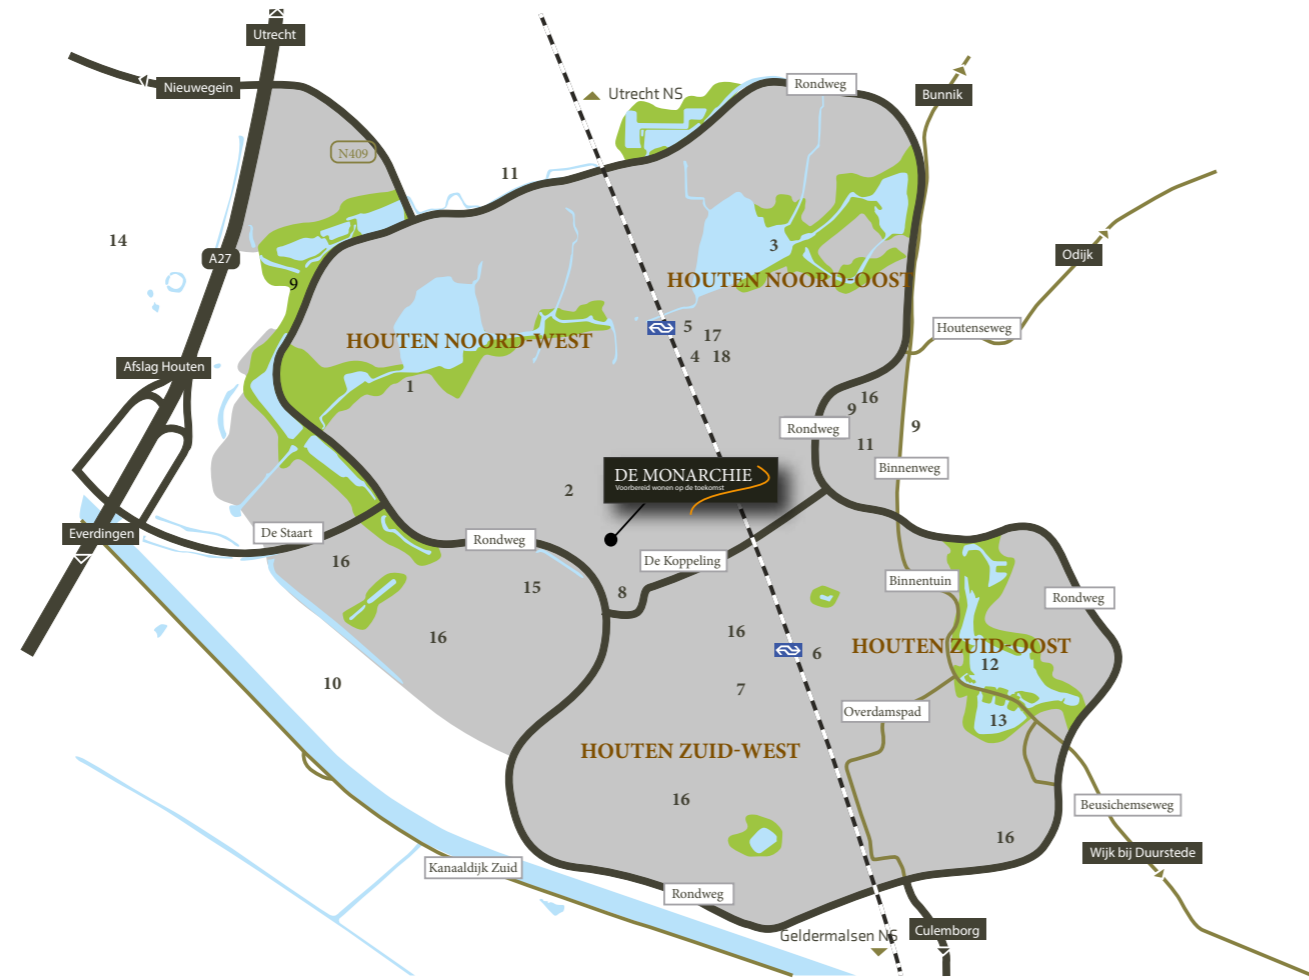 Utrecht
Nieuwegein
Utrecht NS
Rondweg
Bunnik
N409
11
14
3
Odijk
A27
9
HOUTEN NOORD-OOST
HOUTEN NOORD-WEST
5
17
Houtenseweg
4
18
Afslag Houten
1
16
9
9
Rondweg
11
Binnenweg
DE MONARCHIE
Voorbereid wonen op de toekomst
2
Everdingen
De Staart
Rondweg
16
De Koppeling
15
8
Binnentuin
Rondweg
16
16
HOUTEN ZUID-OOST
6
12
10
7
Overdamspad
13
HOUTEN ZUID-WEST
16
Beusichemseweg
16
Wijk bij Duurstede
Kanaaldijk Zuid
Rondweg
Geldermalsen NS
Culemborg